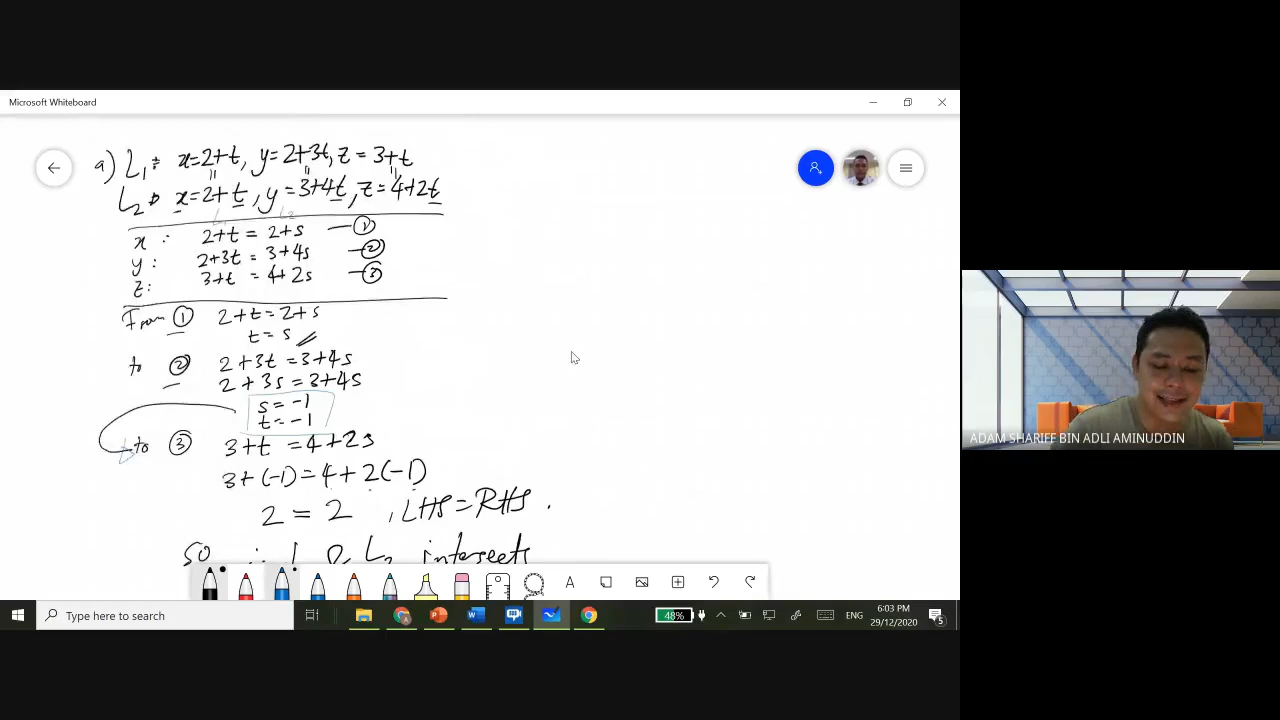 Microsoft Whiteboard
a) L₁: x=2+t, y=2+3t, z=3+t
L₂: x=2+t, y=3+4t, z=4+2t
L₁ L₂
x: 2+t = 2+s — ①
y: 2+3t = 3+4s — ②
z: 3+t = 4+2s — ③
From ① 2+t=2+s
t=s
to ② 2+3t=3+4s
2+3s=3+4s
s=-1
t=-1
to ③ 3+t=4+2s
3+(-1)=4+2(-1)
2=2, LHS=RHS.
so ∴ L₂ intersects
ADAM SHARIFF BIN ADLI AMINUDDIN
A
Type here to search
48%
ENG
6:03 PM
29/12/2020
5